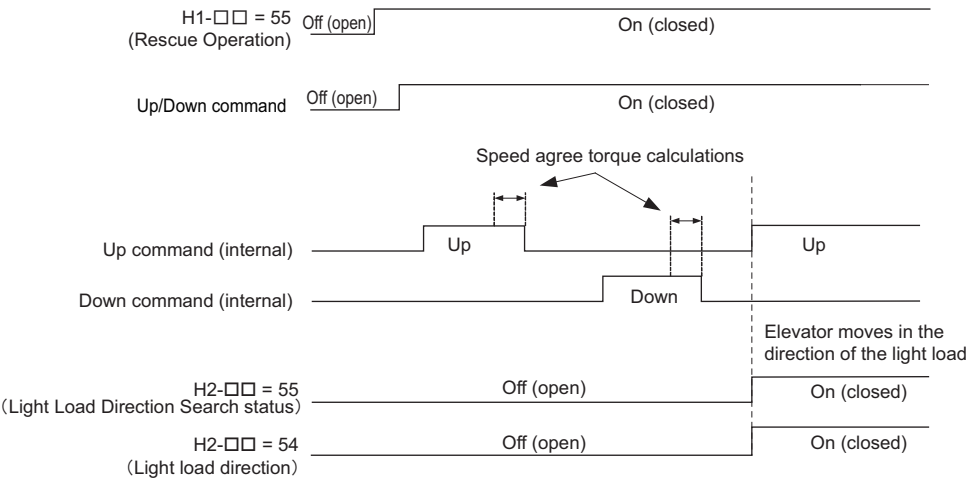 H1-□□ = 55 Off (open) On (closed)
(Rescue Operation)
Up/Down command Off (open) On (closed)
Speed agree torque calculations
Up command (internal) Up Up
Down command (internal) Down
Elevator moves in the
direction of the light load
H2-□□ = 55 Off (open) On (closed)
（Light Load Direction Search status）
H2-□□ = 54 Off (open) On (closed)
（Light load direction）